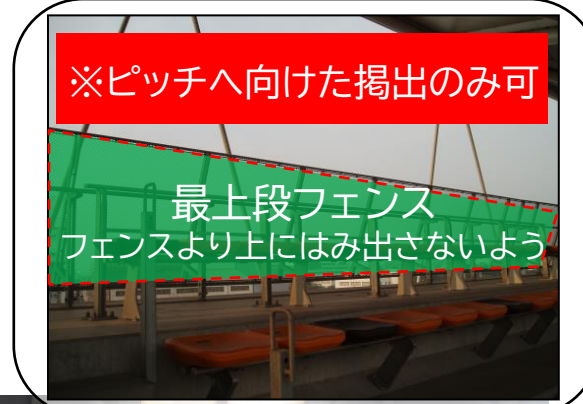 ※ピッチへ向けた掲出のみ可
最上段フェンス
フェンスより上にはみ出さないよう